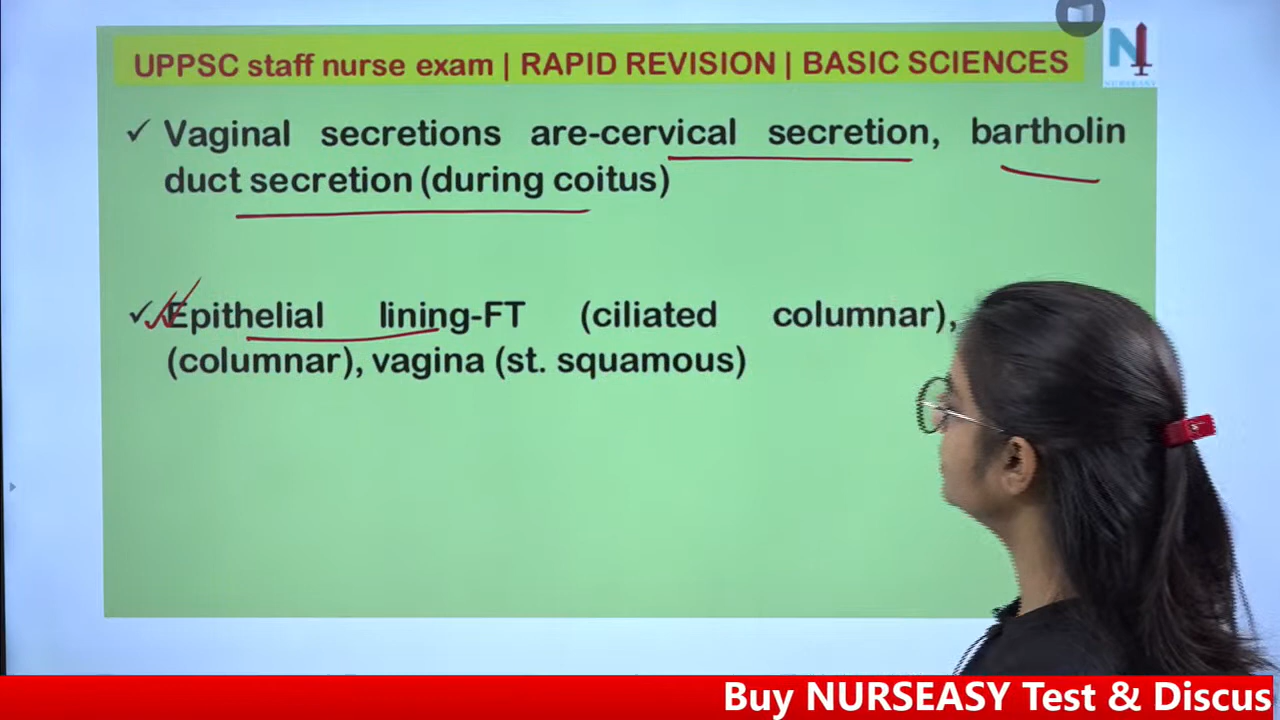 UPPSC staff nurse exam | RAPID REVISION | BASIC SCIENCES
N
NURSEASY
✓ Vaginal secretions are-cervical secretion, bartholin
duct secretion (during coitus)
✓ Epithelial lining-FT (ciliated columnar),
(columnar), vagina (st. squamous)
Buy NURSEASY Test & Discus